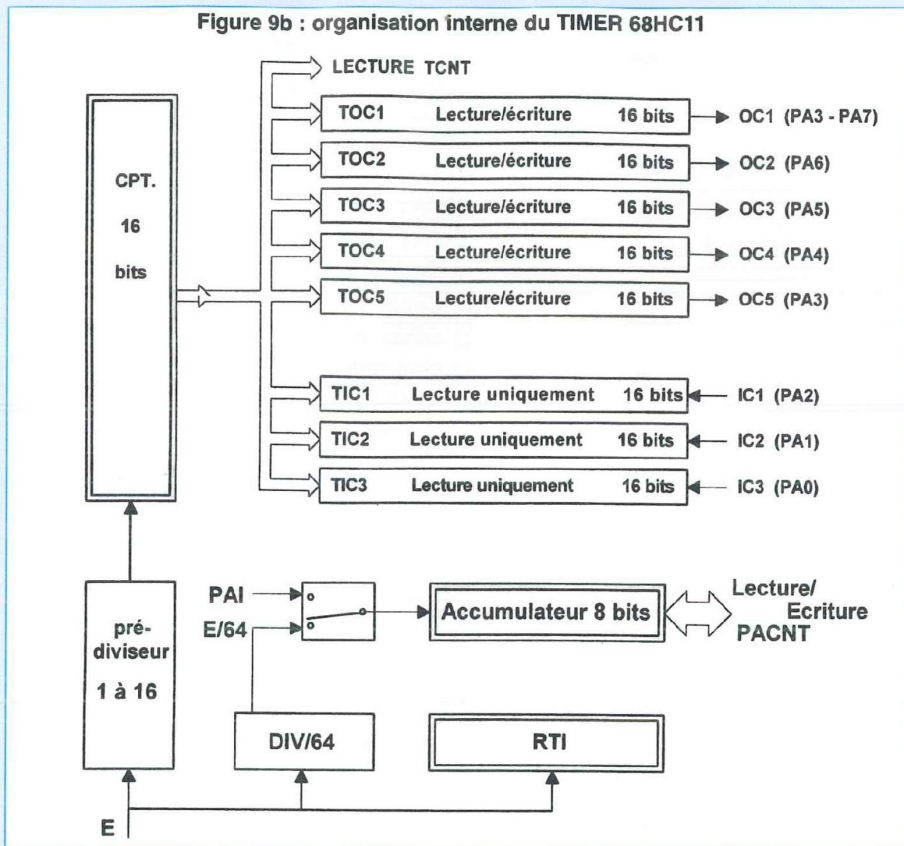 Figure 9b : organisation interne du TIMER 68HC11
LECTURE TCNT
TOC1 Lecture/écriture 16 bits OC1 (PA3 - PA7)
TOC2 Lecture/écriture 16 bits OC2 (PA6)
TOC3 Lecture/écriture 16 bits OC3 (PA5)
TOC4 Lecture/écriture 16 bits OC4 (PA4)
TOC5 Lecture/écriture 16 bits OC5 (PA3)
CPT.
16
bits
TIC1 Lecture uniquement 16 bits IC1 (PA2)
TIC2 Lecture uniquement 16 bits IC2 (PA1)
TIC3 Lecture uniquement 16 bits IC3 (PA0)
pré-
diviseur
1 à 16
PAI
E/64
Accumulateur 8 bits
Lecture/
Ecriture
PACNT
DIV/64
RTI
E